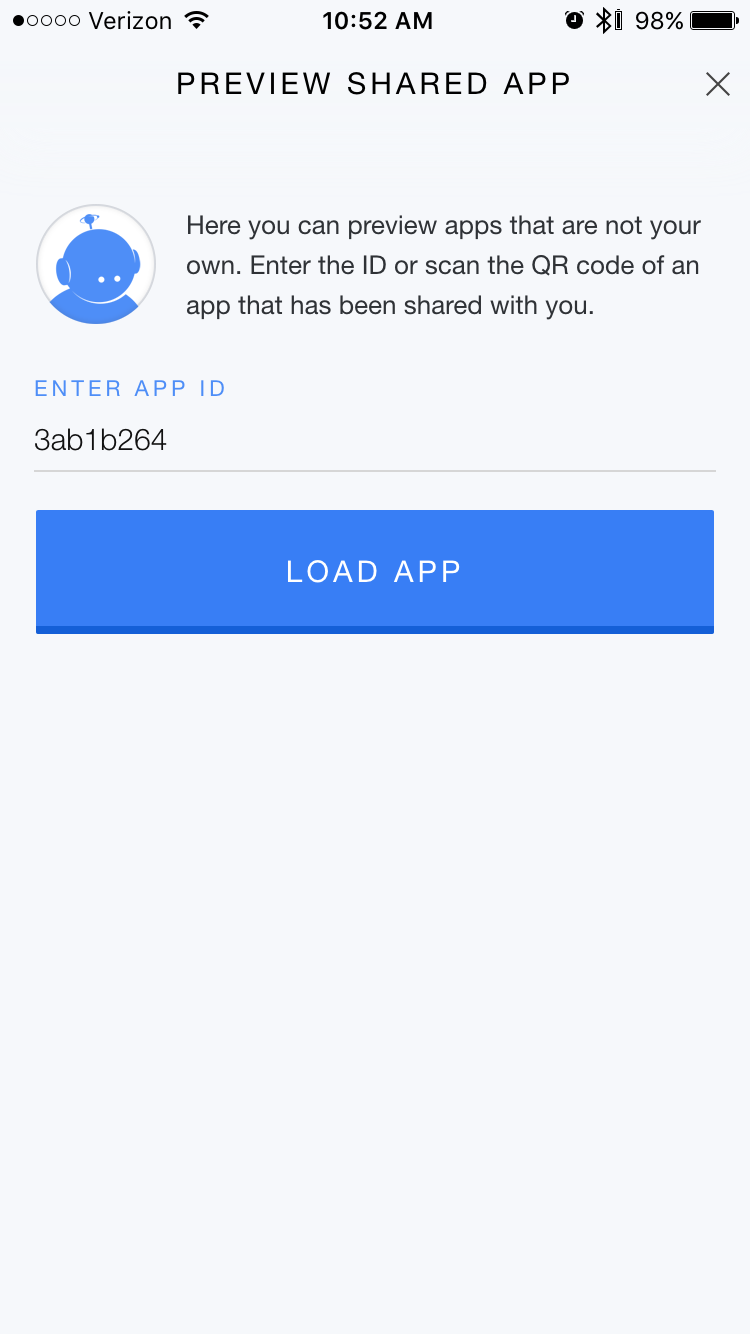 Verizon 10:52 AM 98%
PREVIEW SHARED APP
Here you can preview apps that are not your
own. Enter the ID or scan the QR code of an
app that has been shared with you.
ENTER APP ID
3ab1b264
LOAD APP